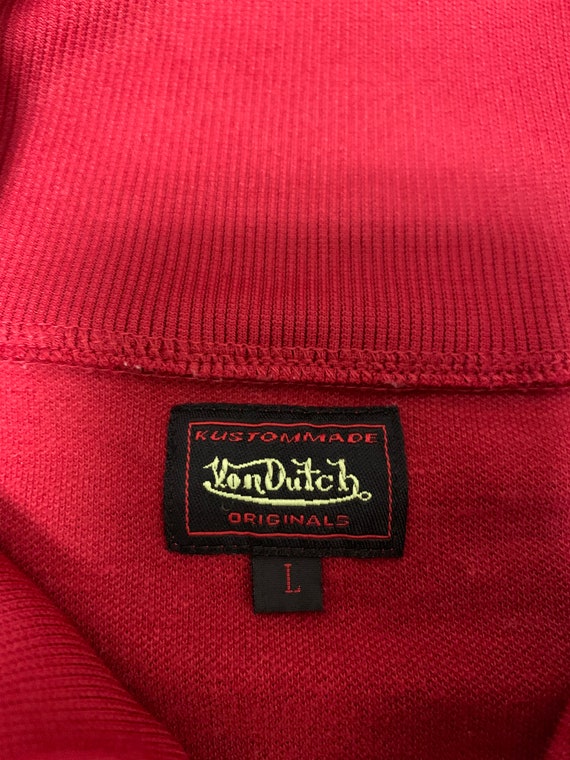 KUSTOMMADE
VonDutch
ORIGINALS
L